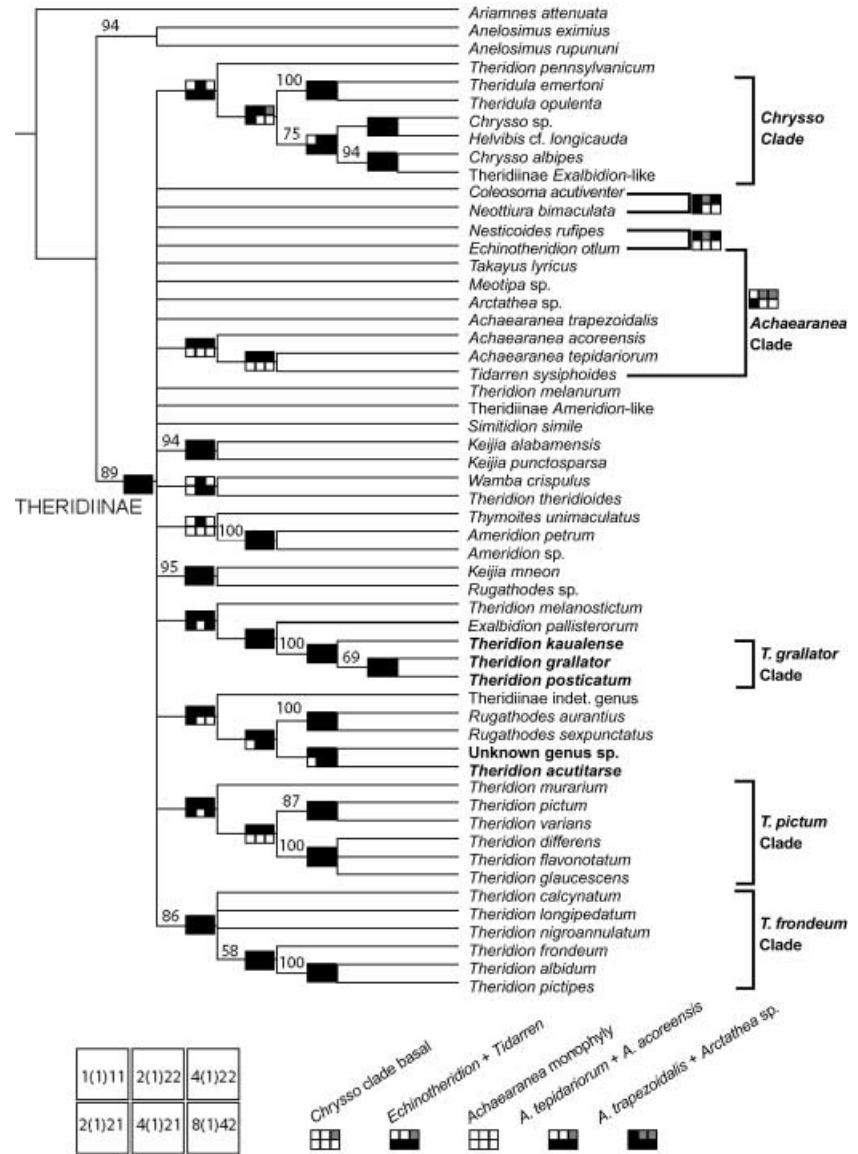 Ariamnes attenuata
94
Anelosimus eximius
Anelosimus rupununi
Theridion pennsylvanicum
100
Theridula emertoni
Theridula opulenta
Chrysso
Clade
Chrysso sp.
75
Helvibis cf. longicauda
94
Chrysso albipes
Theridiinae Exalbidion-like
Coleosoma acutiventer
Neottiura bimaculata
Nesticoides rufipes
Echinotheridion otlum
Takayus lyricus
Meotipa sp.
Arctathea sp.
Achaearanea
Clade
Achaearanea trapezoidalis
Achaearanea acoreensis
Achaearanea tepidariorum
Tidarren sysiphoides
Theridion melanurum
Theridiinae Ameridion-like
Simitidion simile
94
Keijia alabamensis
Keijia punctosparsa
89
THERIDIINAE
Wamba crispulus
Theridion theridioides
Thymoites unimaculatus
100
Ameridion petrum
Ameridion sp.
95
Keijia mneon
Rugathodes sp.
Theridion melanostictum
Exalbidion pallisterorum
100
Theridion kaualense
69
Theridion grallator
Theridion posticatum
T. grallator
Clade
Theridiinae indet. genus
100
Rugathodes aurantius
Rugathodes sexpunctatus
Unknown genus sp.
Theridion acutitarse
Theridion murarium
87
Theridion pictum
Theridion varians
T. pictum
Clade
100
Theridion differens
Theridion flavonotatum
Theridion glaucescens
Theridion calcynatum
86
Theridion longipedatum
Theridion nigroannulatum
T. frondeum
Clade
58
Theridion frondeum
100
Theridion albidum
Theridion pictipes
1(1)11 2(1)22 4(1)22
2(1)21 4(1)21 8(1)42
Chrysso clade basal
Echinotheridion + Tidarren
Achaearanea monophyly
A. tepidariorum + A. acoreensis
A. trapezoidalis + Arctathea sp.